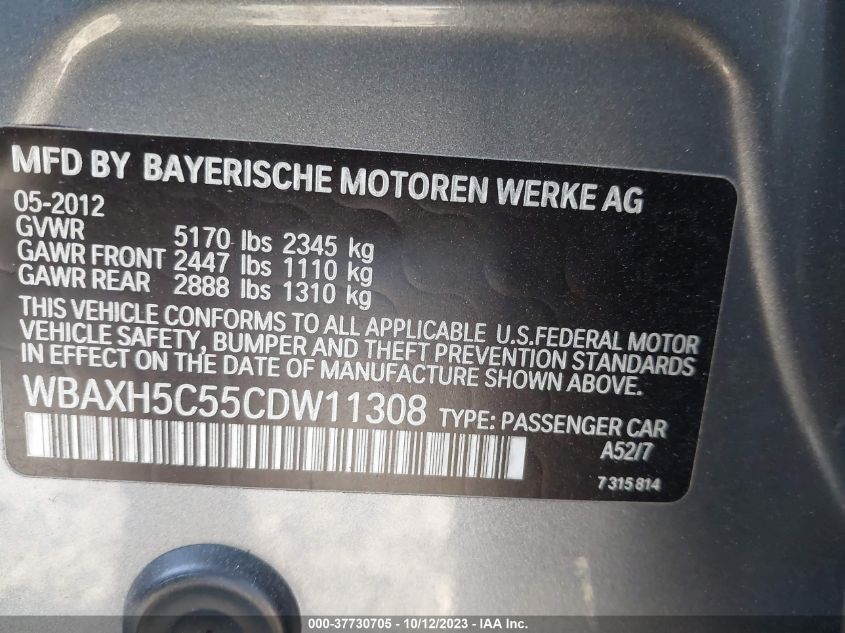 MFD BY BAYERISCHE MOTOREN WERKE AG
05-2012
GVWR 5170 lbs 2345 kg
GAWR FRONT 2447 lbs 1110 kg
GAWR REAR 2888 lbs 1310 kg
THIS VEHICLE CONFORMS TO ALL APPLICABLE U.S.FEDERAL MOTOR
VEHICLE SAFETY, BUMPER AND THEFT PREVENTION STANDARDS
IN EFFECT ON THE DATE OF MANUFACTURE SHOWN ABOVE.
WBAXH5C55CDW11308 TYPE: PASSENGER CAR
A52/7
7 315 814
000-37730705 - 10/12/2023 - IAA Inc.